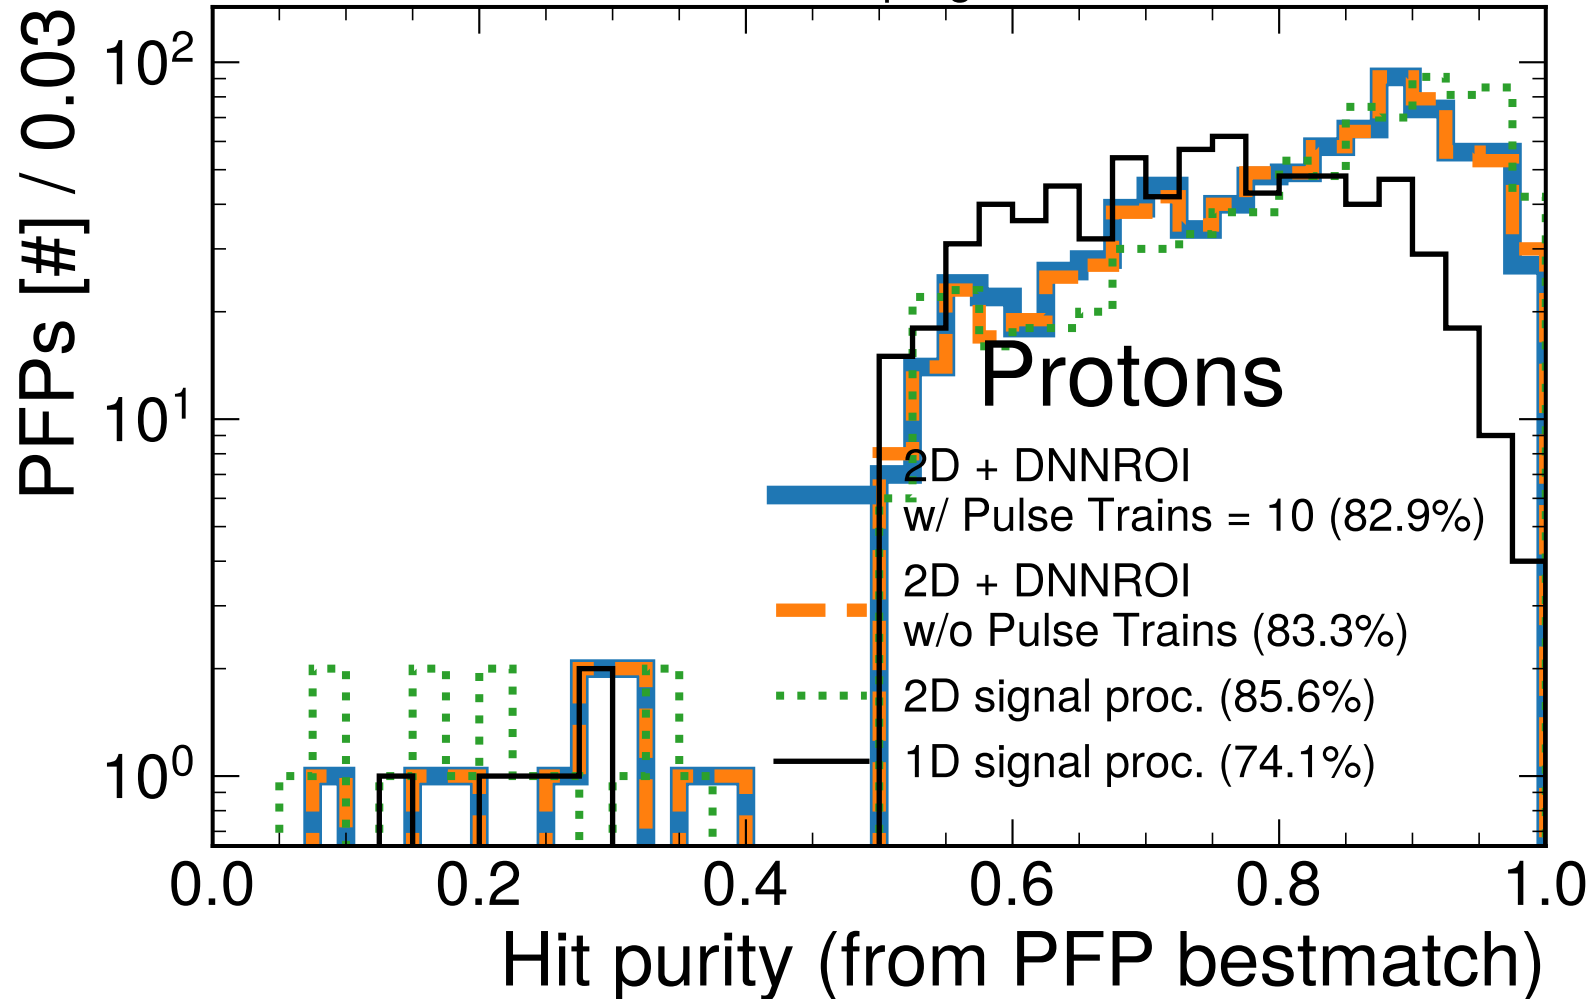 PFPs [#] / 0.03
10²
10¹
10⁰
Protons
2D + DNNROI
w/ Pulse Trains = 10 (82.9%)
2D + DNNROI
w/o Pulse Trains (83.3%)
2D signal proc. (85.6%)
1D signal proc. (74.1%)
0.0 0.2 0.4 0.6 0.8 1.0
Hit purity (from PFP bestmatch)